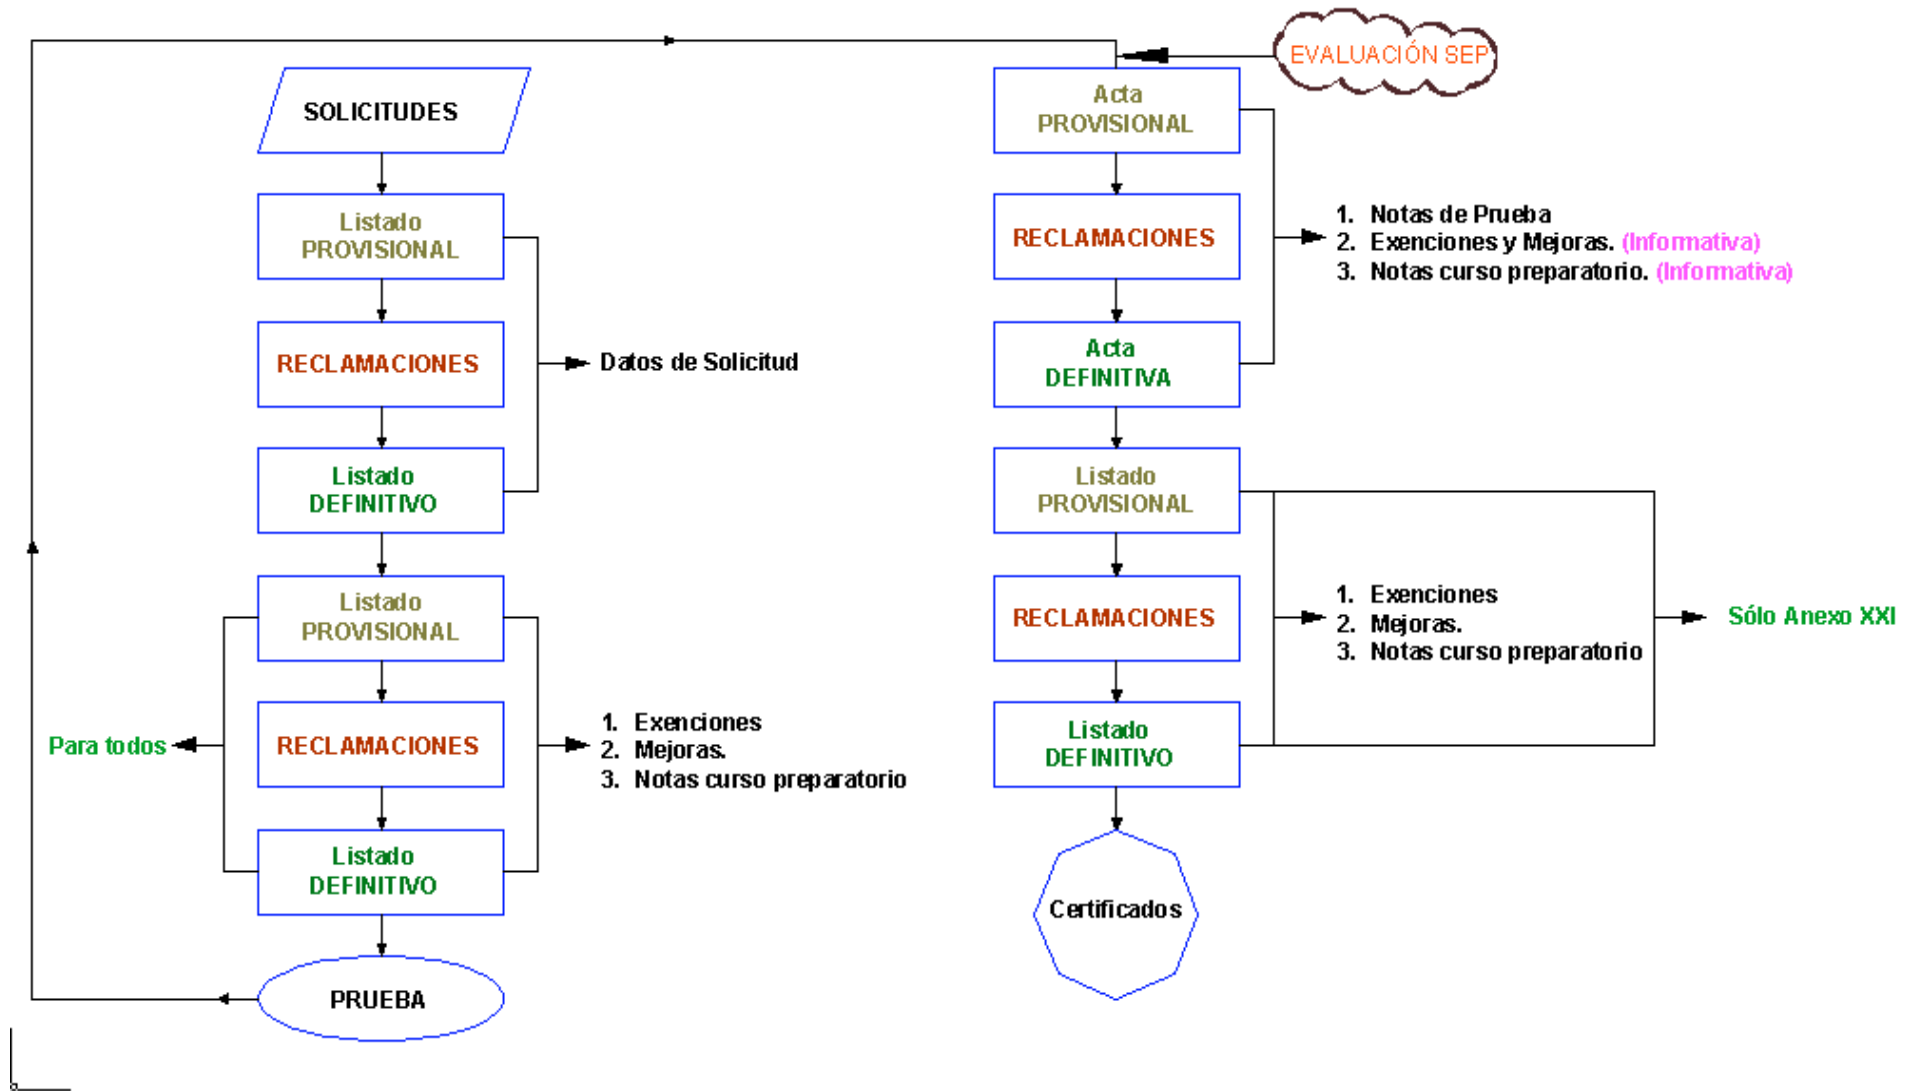 SOLICITUDES
Listado
PROVISIONAL
RECLAMACIONES
Datos de Solicitud
Listado
DEFINITIVO
Listado
PROVISIONAL
Para todos
RECLAMACIONES
1. Exenciones
2. Mejoras.
3. Notas curso preparatorio
Listado
DEFINITIVO
PRUEBA
EVALUACIÓN SEP
Acta
PROVISIONAL
RECLAMACIONES
1. Notas de Prueba
2. Exenciones y Mejoras. (Informativa)
3. Notas curso preparatorio. (Informativa)
Acta
DEFINITIVA
Listado
PROVISIONAL
RECLAMACIONES
1. Exenciones
2. Mejoras.
3. Notas curso preparatorio
Sólo Anexo XXI
Listado
DEFINITIVO
Certificados